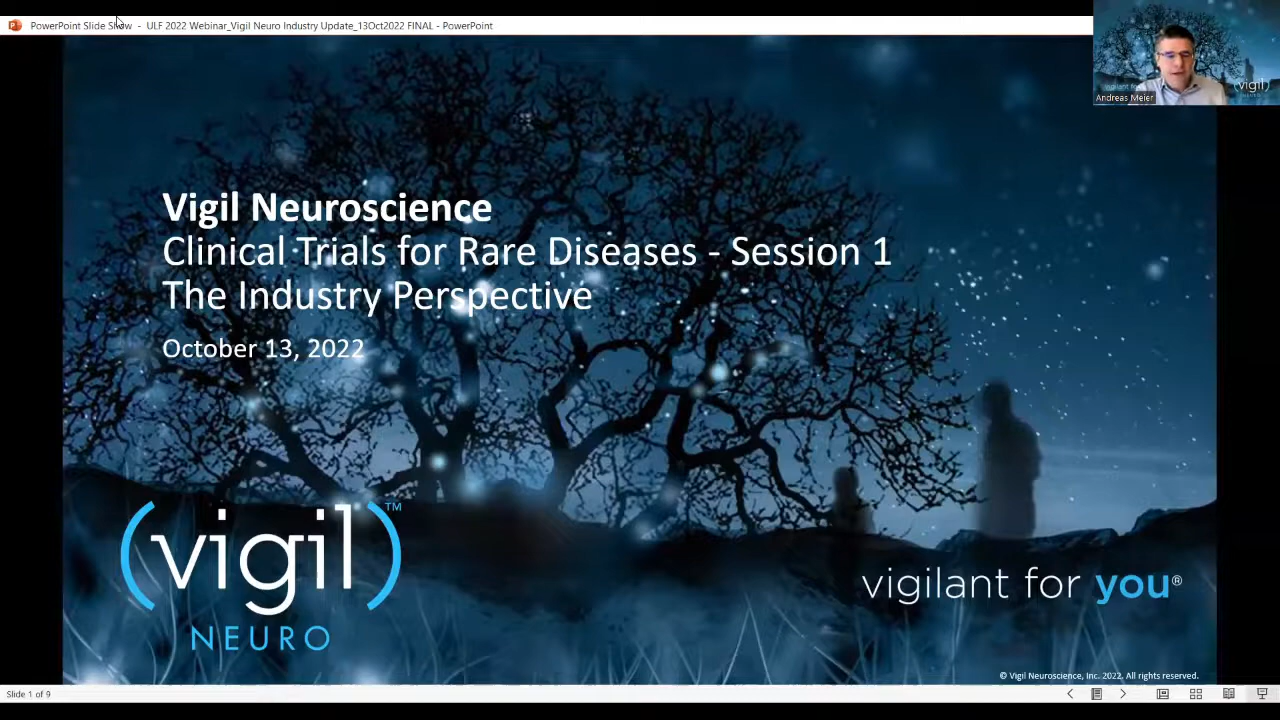 PowerPoint Slide Show - ULF 2022 Webinar_Vigil Neuro Industry Update_13Oct2022 FINAL - PowerPoint
Andreas Meier
(vigil)
Vigil Neuroscience
Clinical Trials for Rare Diseases - Session 1
The Industry Perspective
October 13, 2022
(vigil)™
NEURO
vigilant for you®
© Vigil Neuroscience, Inc. 2022. All rights reserved.
Slide 1 of 9